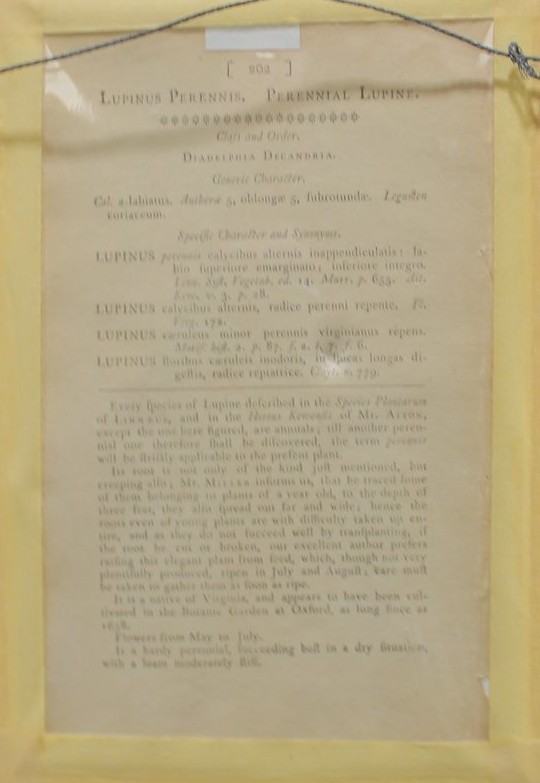 [ 202 ]
LUPINUS PERENNIS. PERENNIAL LUPINE.
Claſs and Order.
DIADELPHIA DECANDRIA.
Generic Character.
Cal. 2-labiatus. Antheræ 5, oblongæ 5, ſubrotundæ. Legumen
coriaceum.
Specific Character and Synonyms.
LUPINUS perennis calycibus alternis inappendiculatis: la-
bio ſuperiore emarginato; inferiore integro.
Linn. Syſt. Vegetab. ed. 14. Murr. p. 655. Ait.
Kew. v. 3. p. 28.
LUPINUS calycibus alternis, radice perenni repente. Fl.
Virg. 172.
LUPINUS cæruleus minor perennis virginianus repens.
Moriſ. hiſt. 2. p. 87. ſ. 2. t. 7. f. 6.
LUPINUS floribus cæruleis inodoris, in ſpicas longas di-
geſtis, radice reptatrice. 779.
Every ſpecies of Lupine deſcribed in the Species Plantarum
of LINNÆUS, and in the Hortus Kewenſis of Mr. AITON,
except the one here figured, are annuals; till another peren-
nial one therefore ſhall be diſcovered, the term perennis
will be ſtrictly applicable to the preſent plant.
Its root is not only of the kind juſt mentioned, but
creeping alſo; Mr. MILLER informs us, that he traced ſome
of them belonging to plants of a year old, to the depth of
three feet, they alſo ſpread out far and wide; hence the
roots even of young plants are with difficulty taken up en-
tire, and as they do not ſucceed well by tranſplanting, if
the root be cut or broken, our excellent author prefers
raiſing this elegant plant from ſeed, which, though not very
plentifully produced, ripen in July and Auguſt; care muſt
be taken to gather them as ſoon as ripe.
It is a native of Virginia, and appears to have been cul-
tivated in the Botanic Garden at Oxford, as long ſince as
1658.
Flowers from May to July.
Is a hardy perennial, ſucceeding beſt in a dry ſituation,
with a loam moderately ſtiff.